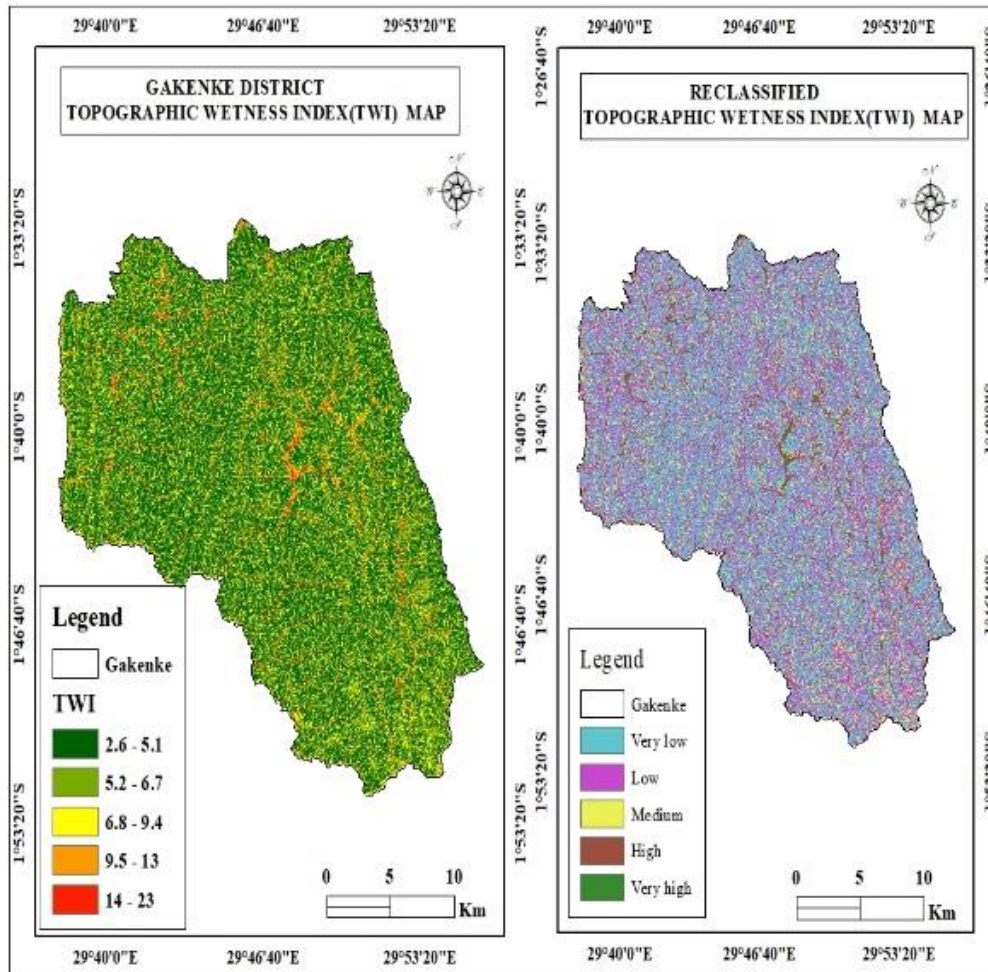 29°40'0"E 29°46'40"E 29°53'20"E
GAKENKE DISTRICT
TOPOGRAPHIC WETNESS INDEX(TWI) MAP
N
W E
S
1°33'20"S
1°40'0"S
1°46'40"S
1°53'20"S
Legend
Gakenke
TWI
2.6 - 5.1
5.2 - 6.7
6.8 - 9.4
9.5 - 13
14 - 23
0 5 10
Km
29°40'0"E 29°46'40"E 29°53'20"E
29°40'0"E 29°46'40"E 29°53'20"E
RECLASSIFIED
TOPOGRAPHIC WETNESS INDEX(TWI) MAP
N
W E
S
1°26'40"S
1°33'20"S
1°40'0"S
1°46'40"S
1°53'20"S
Legend
Gakenke
Very low
Low
Medium
High
Very high
0 5 10
Km
29°40'0"E 29°46'40"E 29°53'20"E